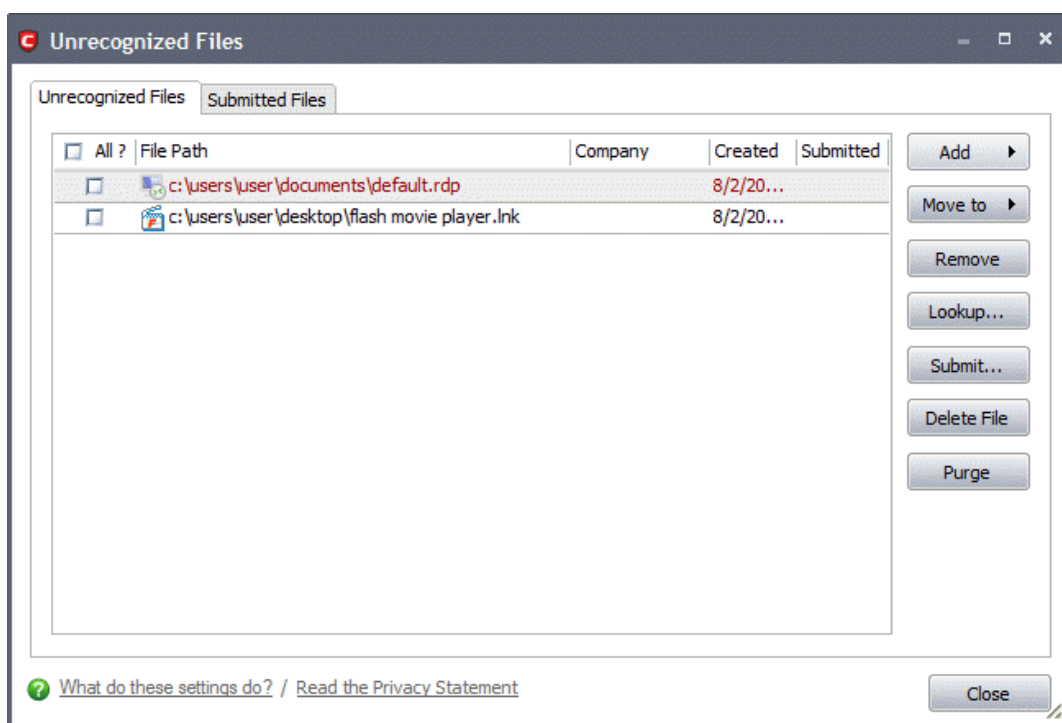 Unrecognized Files
Unrecognized Files Submitted Files
All ? File Path Company Created Submitted
c:\users\user\documents\default.rdp 8/2/20...
c:\users\user\desktop\flash movie player.lnk 8/2/20...
Add
Move to
Remove
Lookup...
Submit...
Delete File
Purge
What do these settings do? / Read the Privacy Statement
Close